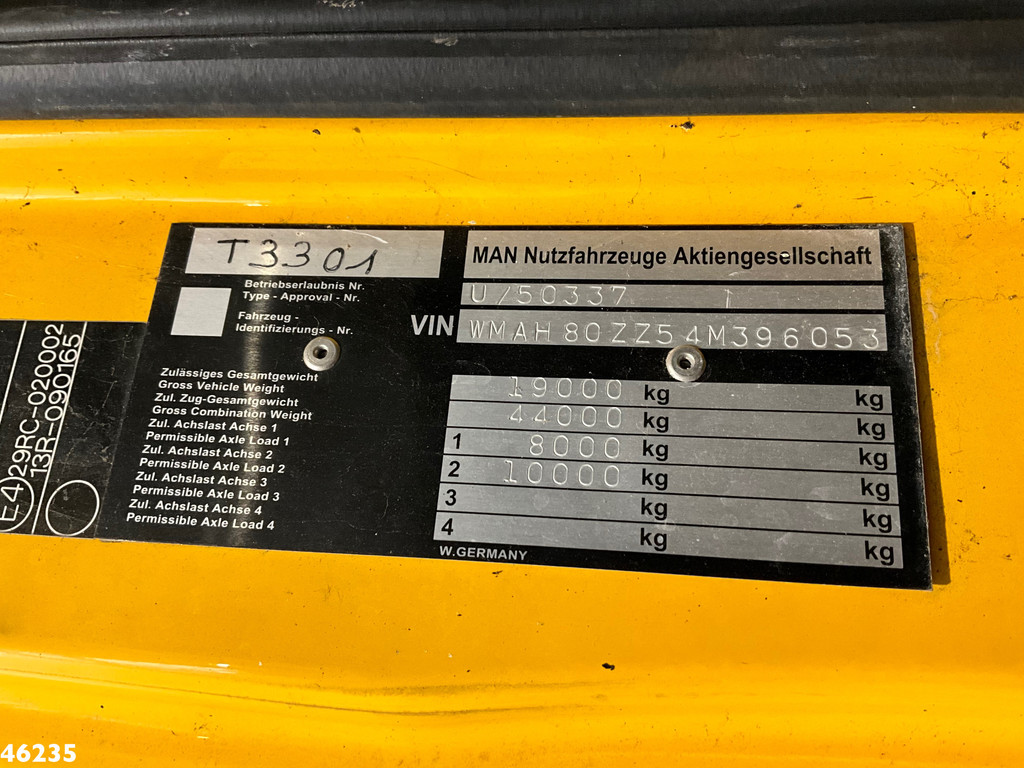 T3301
MAN Nutzfahrzeuge Aktiengesellschaft
Betriebserlaubnis Nr.
Type - Approval - Nr.
U/50337 1
Fahrzeug -
Identifizierungs - Nr.
VIN WMAH80ZZ54M396053
Zulässiges Gesamtgewicht
Gross Vehicle Weight
19000 kg kg
Zul. Zug-Gesamtgewicht
Gross Combination Weight
44000 kg kg
Zul. Achslast Achse 1
Permissible Axle Load 1
1 8000 kg kg
Zul. Achslast Achse 2
Permissible Axle Load 2
2 10000 kg kg
Zul. Achslast Achse 3
Permissible Axle Load 3
3 kg kg
Zul. Achslast Achse 4
Permissible Axle Load 4
4 kg kg
W.GERMANY
E4 29RC-020002
13R-090165
46235